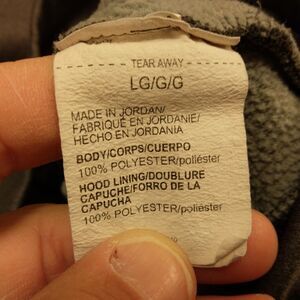 TEAR AWAY
LG/G/G
MADE IN JORDAN/
FABRIQUÉ EN JORDANIE/
HECHO EN JORDANIA
BODY/CORPS/CUERPO
100% POLYESTER/poliéster
HOOD LINING/DOUBLURE
CAPUCHE/FORRO DE LA
CAPUCHA
100% POLYESTER/poliéster